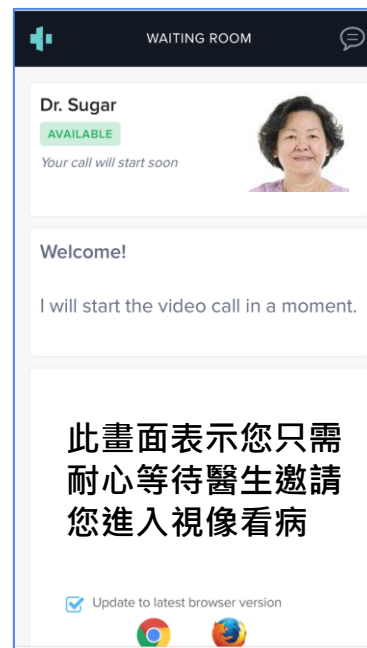 WAITING ROOM
Dr. Sugar
AVAILABLE
Your call will start soon
Welcome!
I will start the video call in a moment.
此畫面表示您只需
耐心等待醫生邀請
您進入視像看病
Update to latest browser version